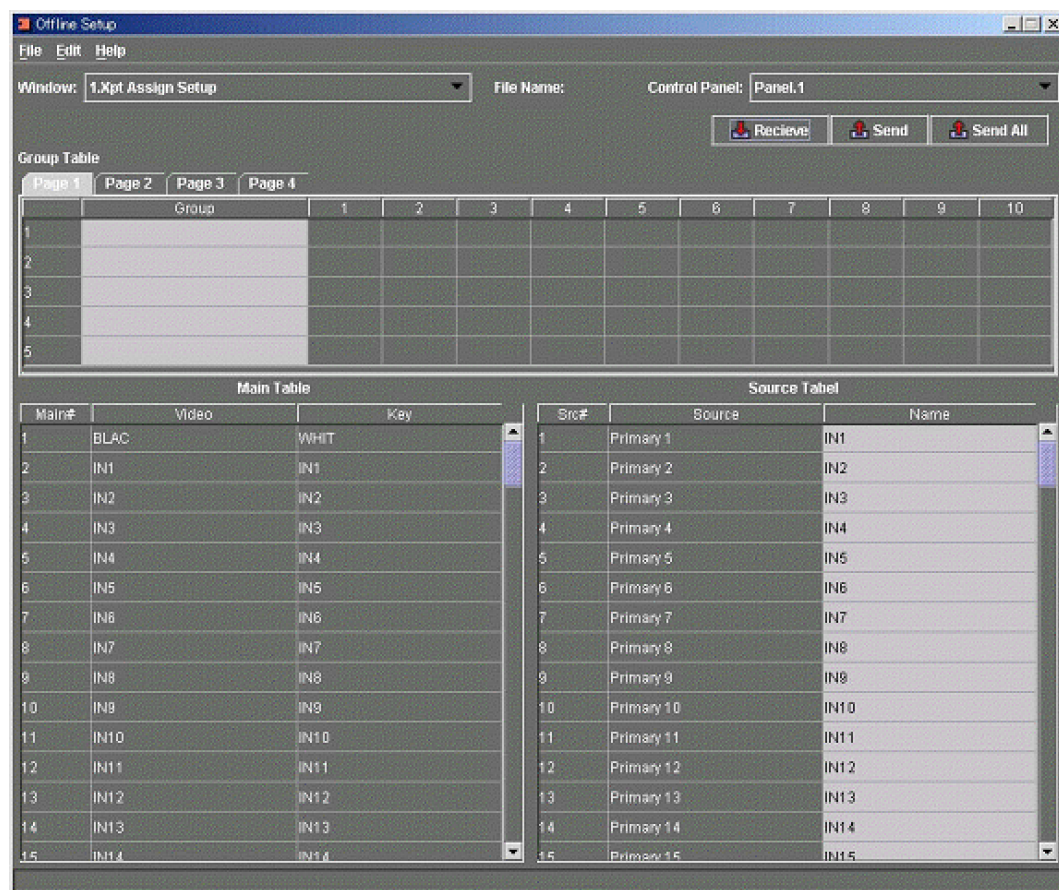 Offline Setup
File Edit Help
Window: 1.Xpt Assign Setup File Name: Control Panel: Panel.1
Recieve Send Send All
Group Table
Page 1 Page 2 Page 3 Page 4
Group 1 2 3 4 5 6 7 8 9 10
1
2
3
4
5
Main Table Source Tabel
Main# Video Key Src# Source Name
1 BLAC WHIT 1 Primary 1 IN1
2 IN1 IN1 2 Primary 2 IN2
3 IN2 IN2 3 Primary 3 IN3
4 IN3 IN3 4 Primary 4 IN4
5 IN4 IN4 5 Primary 5 IN5
6 IN5 IN5 6 Primary 6 IN6
7 IN6 IN6 7 Primary 7 IN7
8 IN7 IN7 8 Primary 8 IN8
9 IN8 IN8 9 Primary 9 IN9
10 IN9 IN9 10 Primary 10 IN10
11 IN10 IN10 11 Primary 11 IN11
12 IN11 IN11 12 Primary 12 IN12
13 IN12 IN12 13 Primary 13 IN13
14 IN13 IN13 14 Primary 14 IN14
15 IN14 IN14 15 Primary 15 IN15